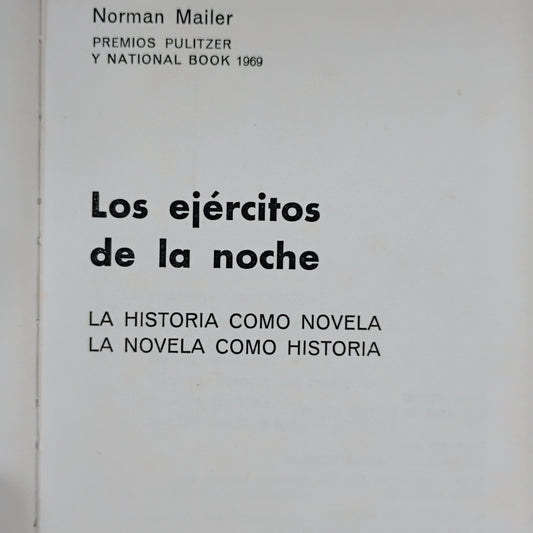 Norman Mailer
PREMIOS PULITZER
Y NATIONAL BOOK 1969
Los ejércitos
de la noche
LA HISTORIA COMO NOVELA
LA NOVELA COMO HISTORIA